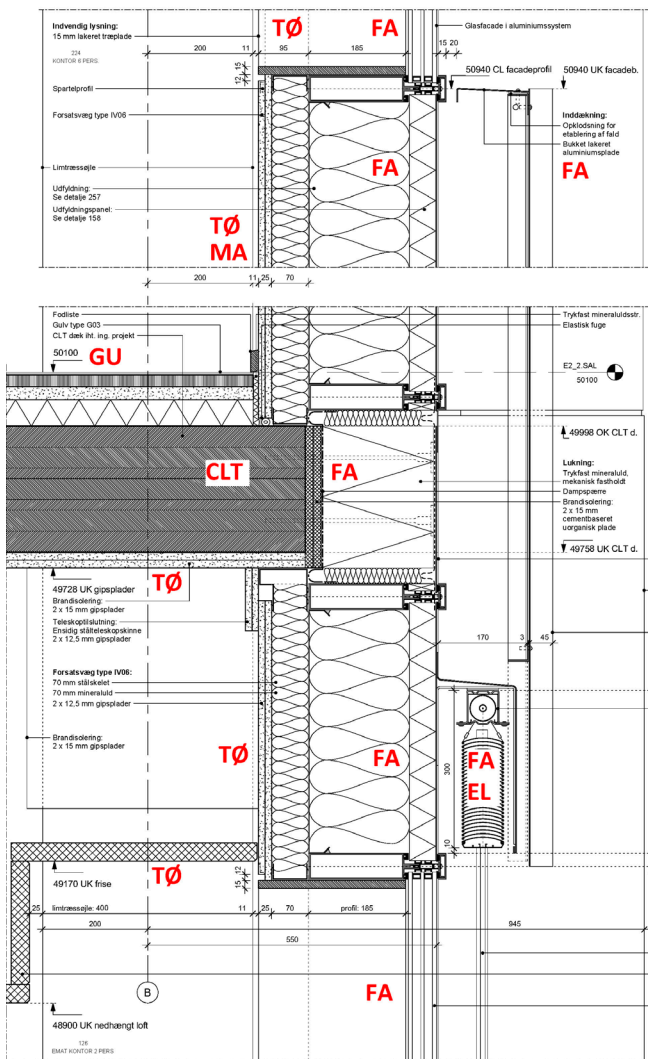 Indvendig lysning:
15 mm lakeret træplade
TØ
FA
Glasfacade i aluminiumssystem
224
KONTOR 6 PERS
200
11
95
185
15
20
15
12
50940 CL facadeprofil
50940 UK facadeb.
Spartelprofil
Forsatsvæg type IV06
Inddækning:
Opklodsning for
etablering af fald
Bukket lakeret
aluminiumsplade
FA
FA
Limtræssøjle
Udfyldning:
Se detalje 257
Udfyldningspanel:
Se detalje 158
TØ
MA
200
11
25
70
Fodliste
Gulv type G03
CLT dæk iht. ing. projekt
50100
GU
Trykfast mineraluldsstr.
Elastisk fuge
E2_2.SAL
50100
49998 OK CLT d.
CLT
FA
Lukning:
Trykfast mineraluld,
mekanisk fastholdt
Dampspærre
Brandisolering:
2 x 15 mm
cementbaseret
uorganisk plade
49758 UK CLT d.
TØ
49728 UK gipsplader
Brandisolering:
2 x 15 mm gipsplader
Teleskoptilslutning:
Ensidig stålteleskopskinne
2 x 12,5 mm gipsplader
170
3
45
Forsatsvæg type IV06:
70 mm stålskelet
70 mm mineraluld
2 x 12,5 mm gipsplader
Brandisolering:
2 x 15 mm gipsplader
TØ
FA
FA
EL
300
10
TØ
49170 UK frise
12
15
25
limtræssøjle: 400
11
25
70
profil: 185
200
945
550
B
FA
48900 UK nedhængt loft
126
EMAT KONTOR 2 PERS